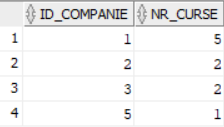 ID_COMPANIE NR_CURSE
1 1 5
2 2 2
3 3 2
4 5 1